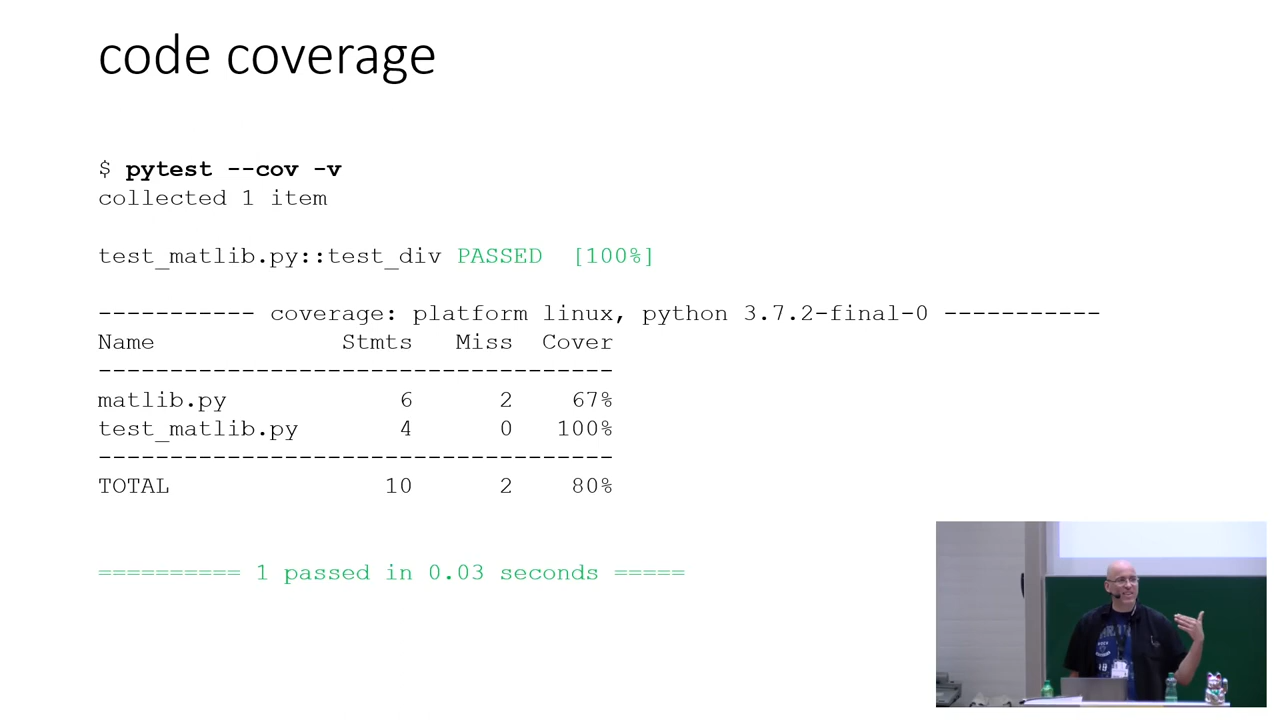 code coverage
$ pytest --cov -v
collected 1 item
test_matlib.py::test_div PASSED [100%]
----------- coverage: platform linux, python 3.7.2-final-0 -----------
Name Stmts Miss Cover
------------------------------------
matlib.py 6 2 67%
test_matlib.py 4 0 100%
------------------------------------
TOTAL 10 2 80%
========== 1 passed in 0.03 seconds =====